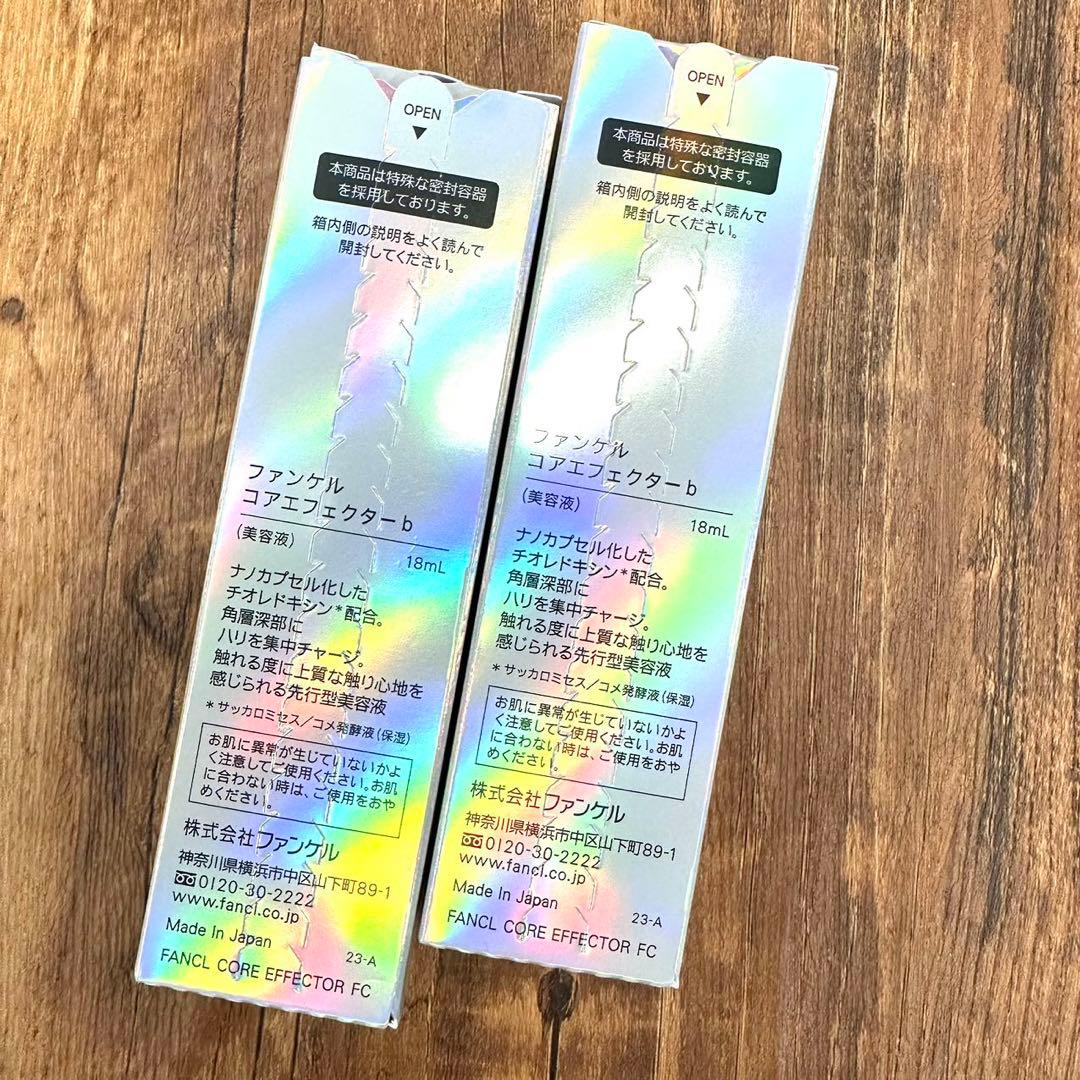 OPEN
本商品は特殊な密封容器
を採用しております。
箱内側の説明をよく読んで
開封してください。
ファンケル
コアエフェクターb
(美容液)
18mL
ナノカプセル化した
チオレドキシン*配合。
角層深部に
ハリを集中チャージ。
触れる度に上質な触り心地を
感じられる先行型美容液
*サッカロミセス/コメ発酵液(保湿)
お肌に異常が生じていないかよ
く注意してご使用ください。お肌
に合わない時は、ご使用をおや
めください。
株式会社ファンケル
神奈川県横浜市中区山下町89-1
0120-30-2222
www.fancl.co.jp
Made In Japan
23-A
FANCL CORE EFFECTOR FC
OPEN
本商品は特殊な密封容器
を採用しております。
箱内側の説明をよく読んで
開封してください。
ファンケル
コアエフェクターb
(美容液)
18mL
ナノカプセル化した
チオレドキシン*配合。
角層深部に
ハリを集中チャージ。
触れる度に上質な触り心地を
感じられる先行型美容液
*サッカロミセス/コメ発酵液(保湿)
お肌に異常が生じていないかよ
く注意してご使用ください。お肌
に合わない時は、ご使用をおや
めください。
株式会社ファンケル
神奈川県横浜市中区山下町89-1
0120-30-2222
www.fancl.co.jp
Made In Japan
23-A
FANCL CORE EFFECTOR FC